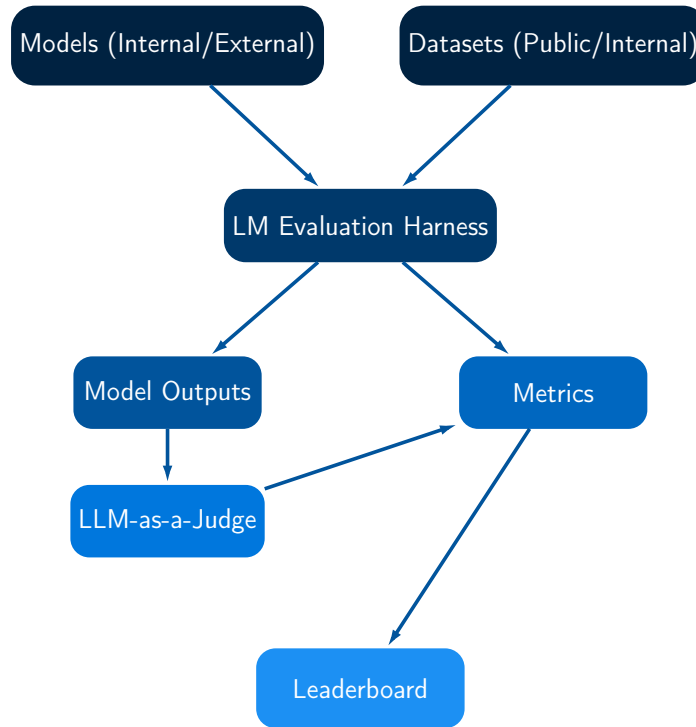 Models (Internal/External)
Datasets (Public/Internal)
LM Evaluation Harness
Model Outputs
Metrics
LLM-as-a-Judge
Leaderboard